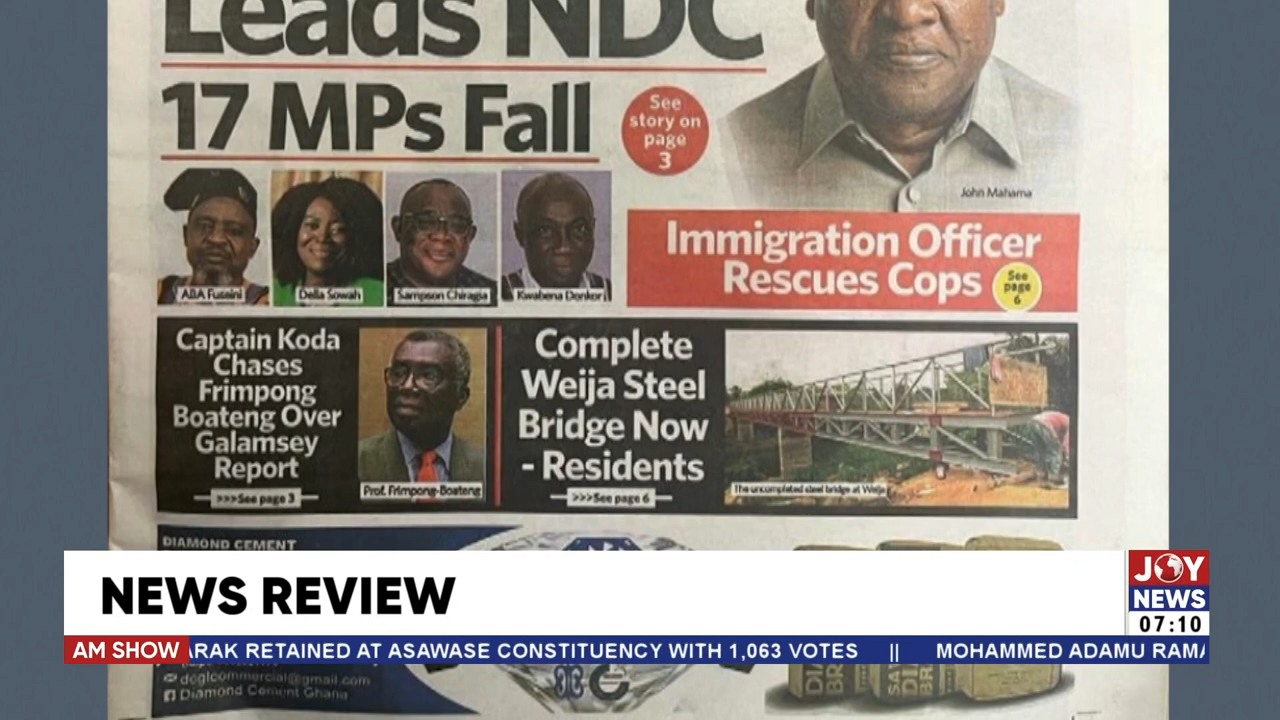 Leads NDC
17 MPs Fall
See
story on
page
3
John Mahama
ABA Fuseini
Della Sowah
Sampson Chiragia
Kwabena Donkor
Immigration Officer
Rescues Cops
See
page
6
Captain Koda
Chases
Frimpong
Boateng Over
Galamsey
Report
>>>See page 3
Prof. Frimpong-Boateng
Complete
Weija Steel
Bridge Now
- Residents
>>>See page 6
The uncompleted steel bridge at Weija
DIAMOND CEMENT
NEWS REVIEW
JOY
NEWS
07:10
AM SHOW
ARAK RETAINED AT ASAWASE CONSTITUENCY WITH 1,063 VOTES || MOHAMMED ADAMU RAMA
dcglcommercial@gmail.com
Diamond Cement Ghana